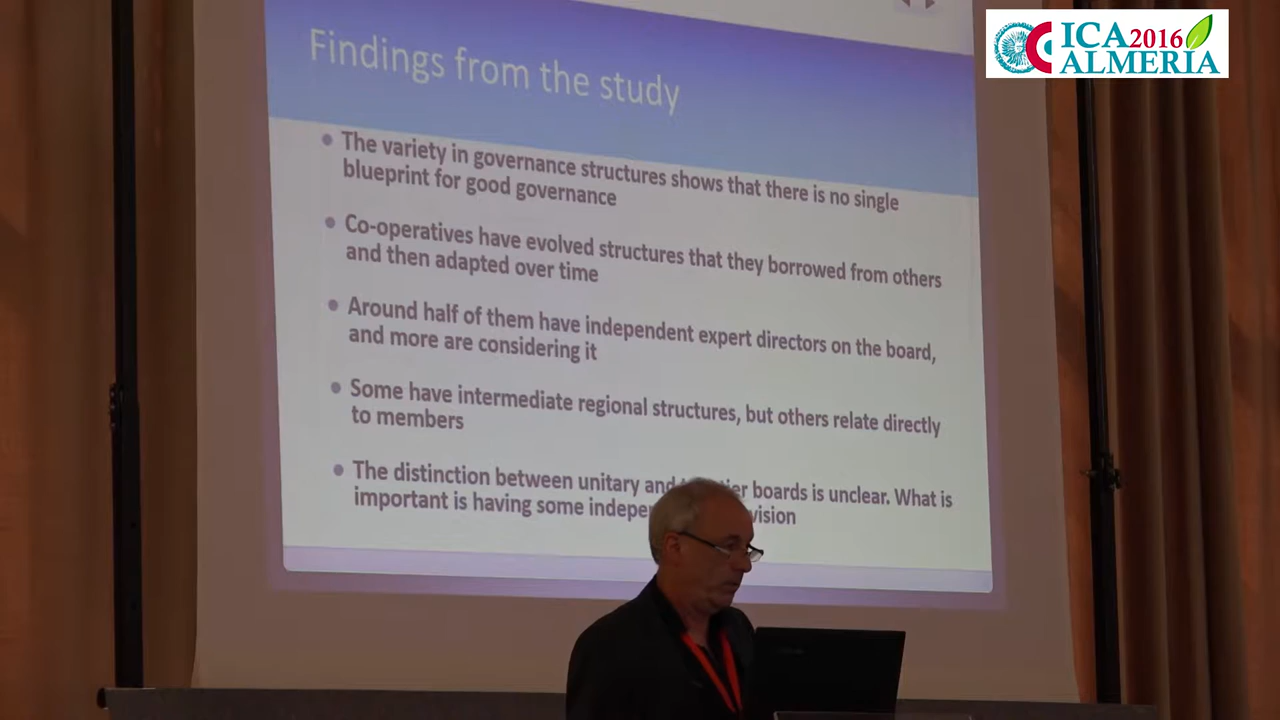 ICA 2016
ALMERIA
Findings from the study
The variety in governance structures shows that there is no single
blueprint for good governance
Co-operatives have evolved structures that they borrowed from others
and then adapted over time
Around half of them have independent expert directors on the board,
and more are considering it
Some have intermediate regional structures, but others relate directly
to members
The distinction between unitary and boards is unclear. What is
important is having some